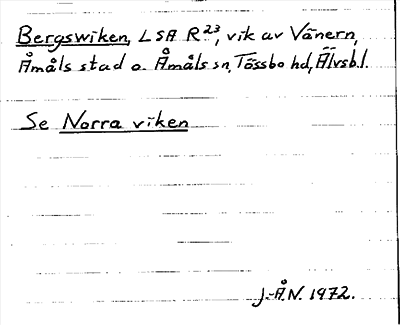 Bergswiken, LSA R²³, vik av Vänern,
Åmåls stad o. Åmåls sn, Tössbo hd, Älvsb.l.
Se Norra viken
J-Å.N. 1972.